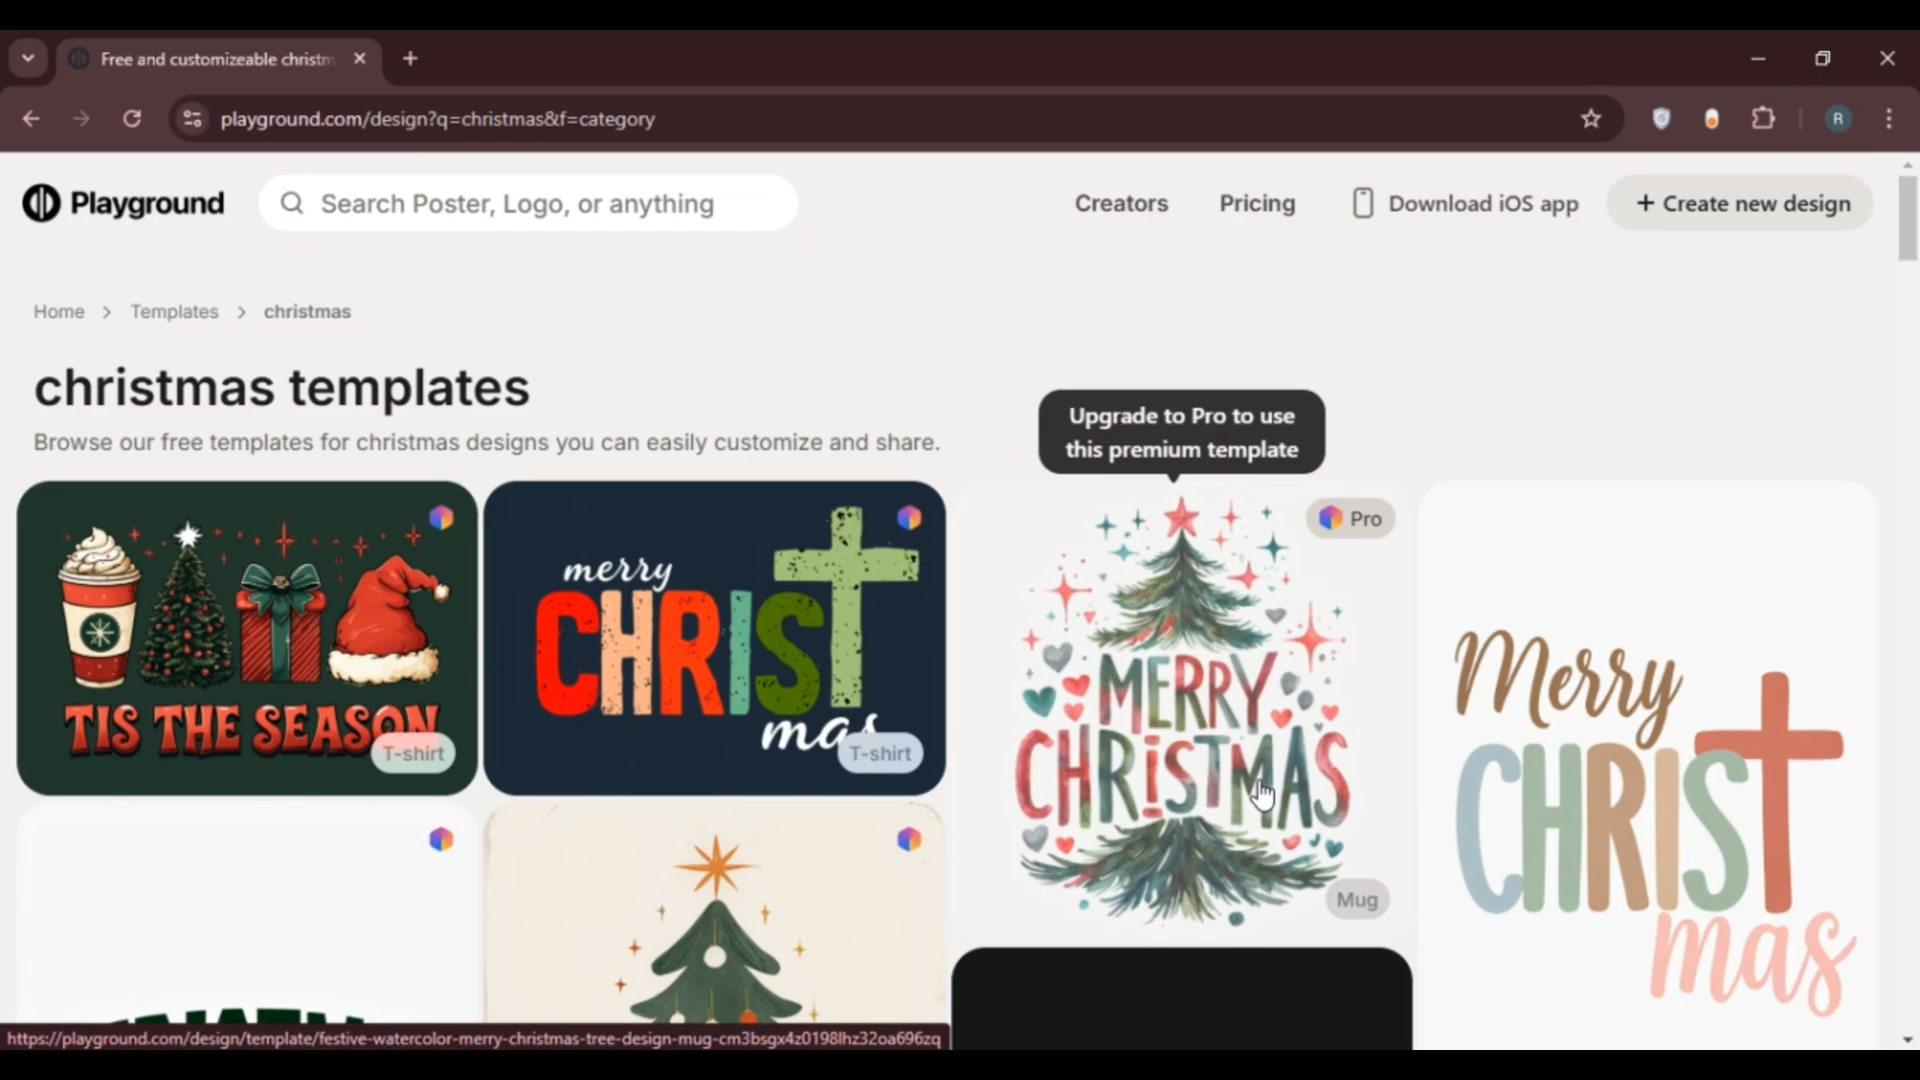 Free and customizeable christm
playground.com/design?q=christmas&f=category
R
Playground
Search Poster, Logo, or anything
Creators
Pricing
Download iOS app
+ Create new design
Home > Templates > christmas
christmas templates
Browse our free templates for christmas designs you can easily customize and share.
Upgrade to Pro to use
this premium template
TIS THE SEASON
T-shirt
merry
CHRIST
mas
T-shirt
Pro
MERRY
CHRISTMAS
Mug
Merry
CHRIST
mas
https://playground.com/design/template/festive-watercolor-merry-christmas-tree-design-mug-cm3bsgx4z0198lhz32oa696zq